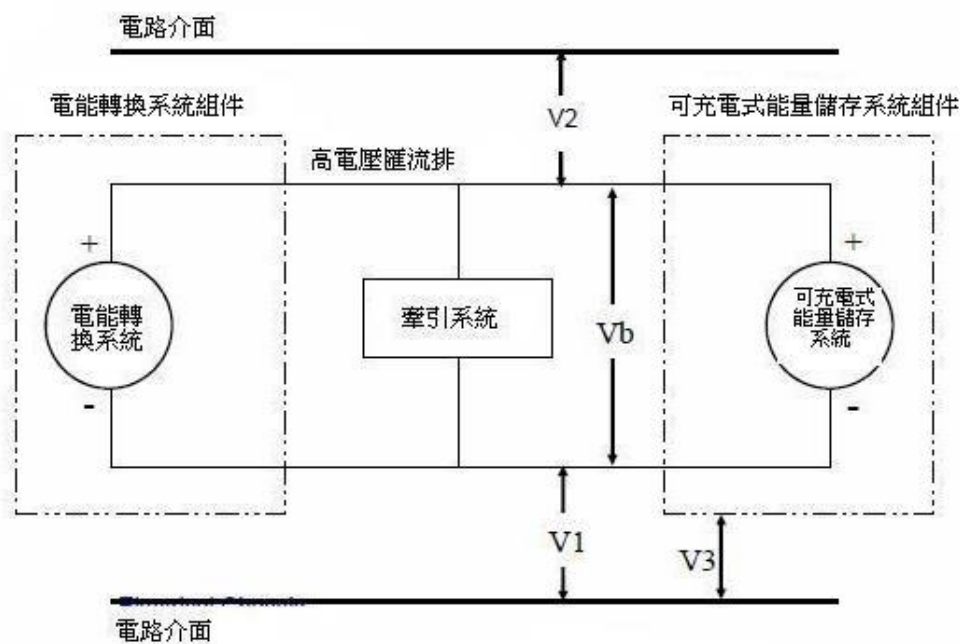 電路介面
電能轉換系統組件
V2
可充電式能量儲存系統組件
高電壓匯流排
+
+
電能轉
換系統
牽引系統
Vb
可充電式
能量儲存
系統
-
-
V1
V3
電路介面